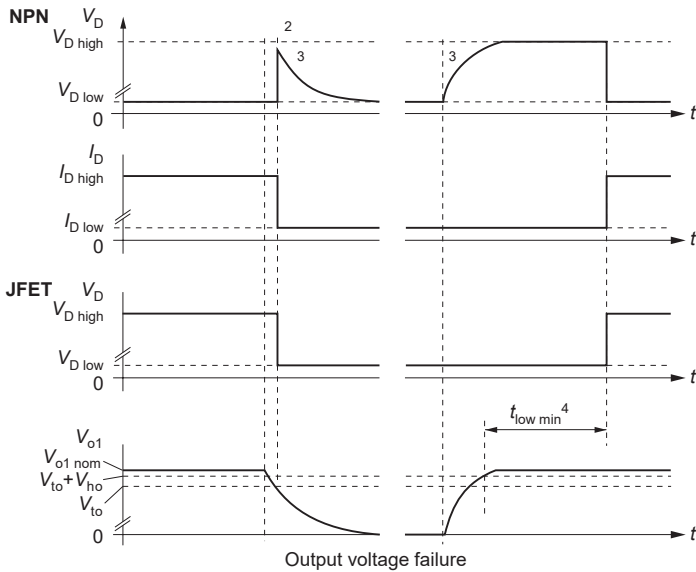 NPN
V_D
V_D high
2
3
3
V_D low
0
t
I_D
I_D high
I_D low
0
t
JFET
V_D
V_D high
V_D low
0
t
t_low min^4
V_o1
V_o1 nom
V_to + V_ho
V_to
0
t
Output voltage failure